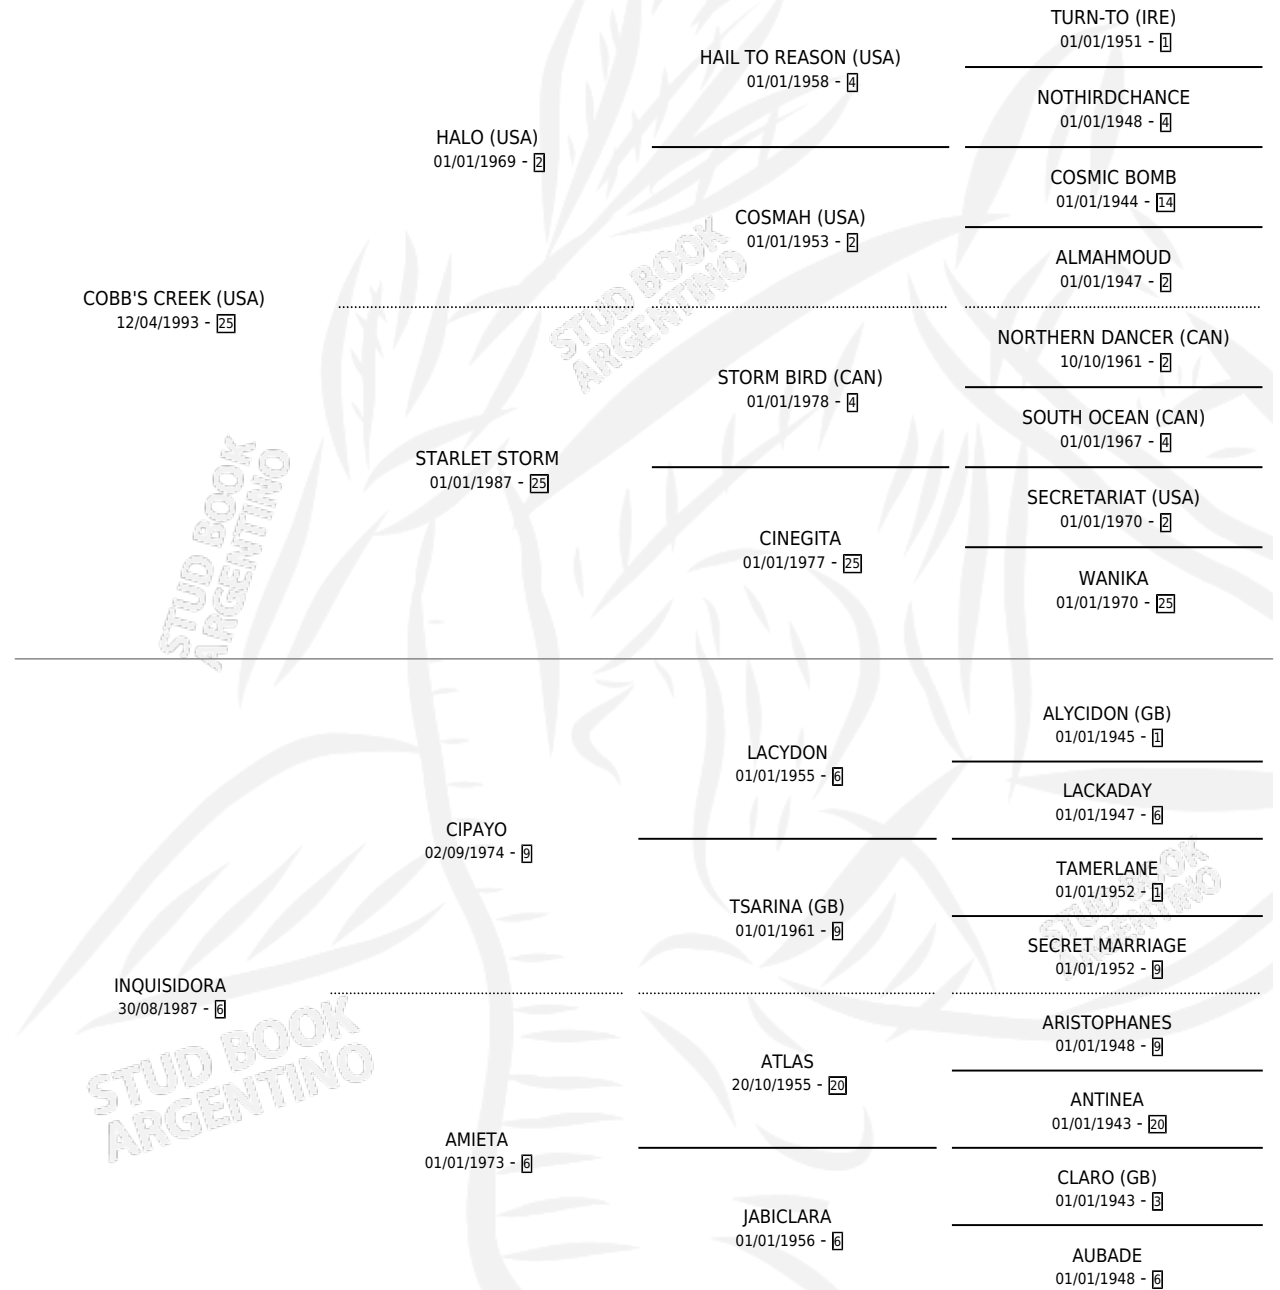 TURN-TO (IRE)
01/01/1951 - 1
HAIL TO REASON (USA)
01/01/1958 - 4
NOTHIRDCHANCE
01/01/1948 - 4
HALO (USA)
01/01/1969 - 2
COSMIC BOMB
01/01/1944 - 14
COSMAH (USA)
01/01/1953 - 2
ALMAHMOUD
01/01/1947 - 2
COBB'S CREEK (USA)
12/04/1993 - 25
NORTHERN DANCER (CAN)
10/10/1961 - 2
STORM BIRD (CAN)
01/01/1978 - 4
SOUTH OCEAN (CAN)
01/01/1967 - 4
STARLET STORM
01/01/1987 - 25
SECRETARIAT (USA)
01/01/1970 - 2
CINEGITA
01/01/1977 - 25
WANIKA
01/01/1970 - 25
ALYCIDON (GB)
01/01/1945 - 1
LACYDON
01/01/1955 - 6
LACKADAY
01/01/1947 - 6
CIPAYO
02/09/1974 - 9
TAMERLANE
01/01/1952 - 1
TSARINA (GB)
01/01/1961 - 9
SECRET MARRIAGE
01/01/1952 - 9
INQUISIDORA
30/08/1987 - 6
ARISTOPHANES
01/01/1948 - 9
ATLAS
20/10/1955 - 20
ANTINEA
01/01/1943 - 20
AMIETA
01/01/1973 - 6
CLARO (GB)
01/01/1943 - 3
JABICLARA
01/01/1956 - 6
AUBADE
01/01/1948 - 6
STUD BOOK
ARGENTINO
STUD BOOK
ARGENTINO
STUD BOOK
ARGENTINO
STUD BOOK
ARGENTINO